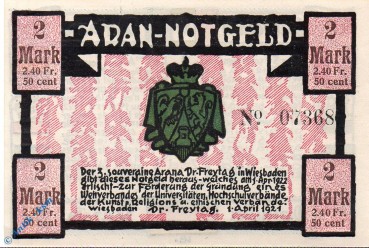 ADAN-NOTGELD
2
Mark
2.40 Fr.
50 cent
2
Mark
2.40 Fr.
50 cent
No 07368
2
Mark
2.40 Fr.
50 cent
2
Mark
2.40 Fr.
50 cent
Der 3. souveraine Arana Dr. Freytag in Wiesbaden
gibt dieses Notgeld heraus - welches am 1. Apr. 1922
erlischt - zur Förderung der Gründung eines
Weltverbandes der Universitäten, Hochschulverbände
der Kunst, Religions u. ethischen Verbände.
Wiesbaden Dr. Freytag. 1. April 1921